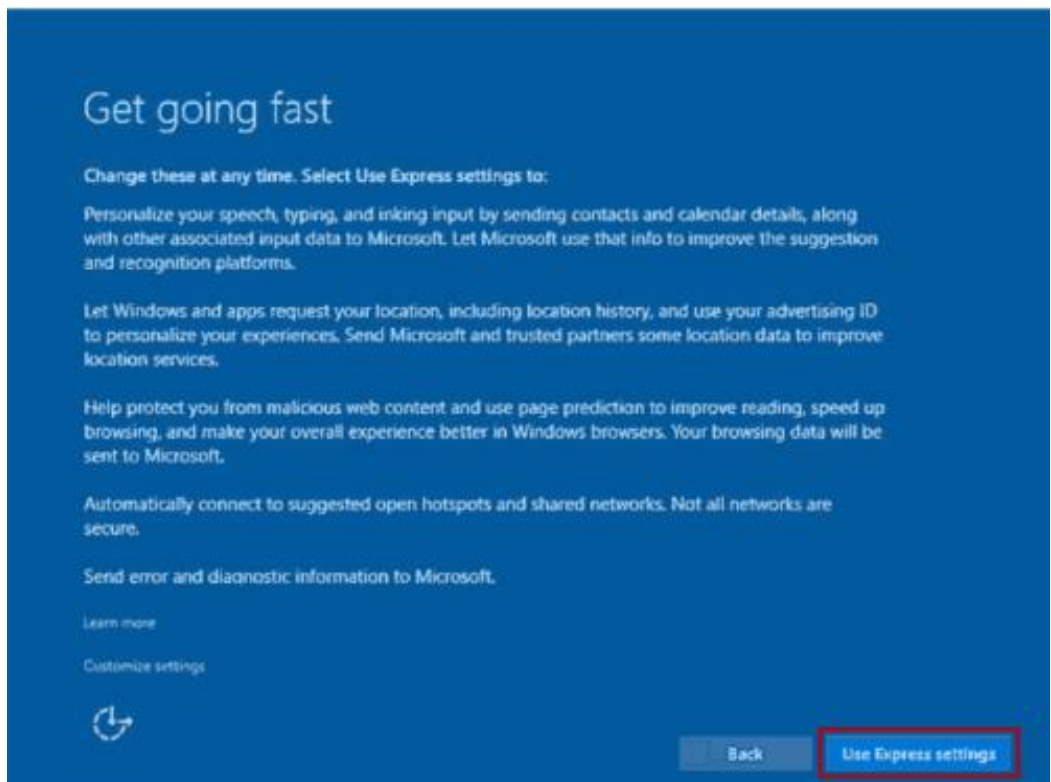 Get going fast
Change these at any time. Select Use Express settings to:
Personalize your speech, typing, and inking input by sending contacts and calendar details, along
with other associated input data to Microsoft. Let Microsoft use that info to improve the suggestion
and recognition platforms.
Let Windows and apps request your location, including location history, and use your advertising ID
to personalize your experiences. Send Microsoft and trusted partners some location data to improve
location services.
Help protect you from malicious web content and use page prediction to improve reading, speed up
browsing, and make your overall experience better in Windows browsers. Your browsing data will be
sent to Microsoft.
Automatically connect to suggested open hotspots and shared networks. Not all networks are
secure.
Send error and diagnostic information to Microsoft.
Learn more
Customize settings
Back
Use Express settings